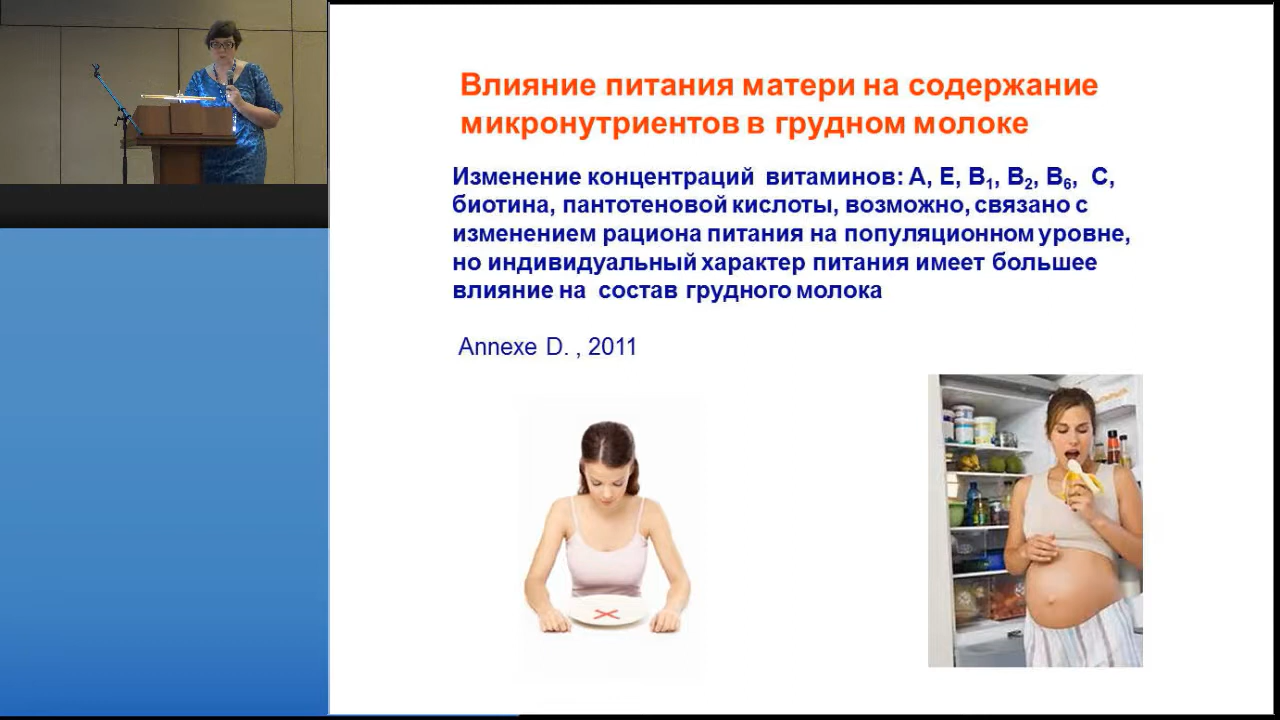 Влияние питания матери на содержание
микронутриентов в грудном молоке
Изменение концентраций витаминов: А, Е, В1, В2, В6, С,
биотина, пантотеновой кислоты, возможно, связано с
изменением рациона питания на популяционном уровне,
но индивидуальный характер питания имеет большее
влияние на состав грудного молока
Annexe D. , 2011